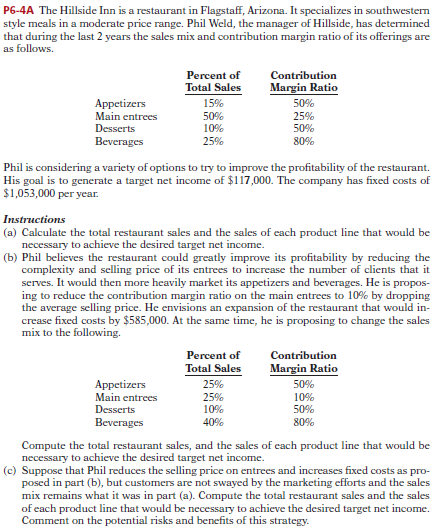 P6-4A The Hillside Inn is a restaurant in Flagstaff, Arizona. It specializes in southwestern
style meals in a moderate price range. Phil Weld, the manager of Hillside, has determined
that during the last 2 years the sales mix and contribution margin ratio of its offerings are
as follows.
Percent of Contribution
Total Sales Margin Ratio
Appetizers 15% 50%
Main entrees 50% 25%
Desserts 10% 50%
Beverages 25% 80%
Phil is considering a variety of options to try to improve the profitability of the restaurant.
His goal is to generate a target net income of $117,000. The company has fixed costs of
$1,053,000 per year.
Instructions
(a) Calculate the total restaurant sales and the sales of each product line that would be
necessary to achieve the desired target net income.
(b) Phil believes the restaurant could greatly improve its profitability by reducing the
complexity and selling price of its entrees to increase the number of clients that it
serves. It would then more heavily market its appetizers and beverages. He is propos-
ing to reduce the contribution margin ratio on the main entrees to 10% by dropping
the average selling price. He envisions an expansion of the restaurant that would in-
crease fixed costs by $585,000. At the same time, he is proposing to change the sales
mix to the following.
Percent of Contribution
Total Sales Margin Ratio
Appetizers 25% 50%
Main entrees 25% 10%
Desserts 10% 50%
Beverages 40% 80%
Compute the total restaurant sales, and the sales of each product line that would be
necessary to achieve the desired target net income.
(c) Suppose that Phil reduces the selling price on entrees and increases fixed costs as pro-
posed in part (b), but customers are not swayed by the marketing efforts and the sales
mix remains what it was in part (a). Compute the total restaurant sales and the sales
of each product line that would be necessary to achieve the desired target net income.
Comment on the potential risks and benefits of this strategy.